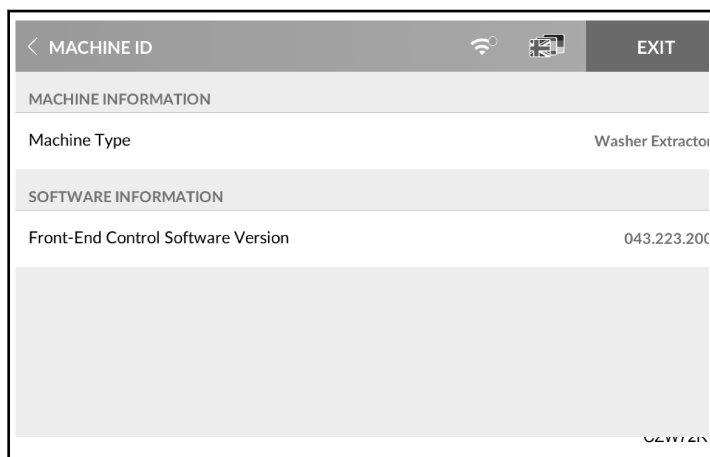 MACHINE ID
EXIT
MACHINE INFORMATION
Machine Type
Washer Extractor
SOFTWARE INFORMATION
Front-End Control Software Version
043.223.200